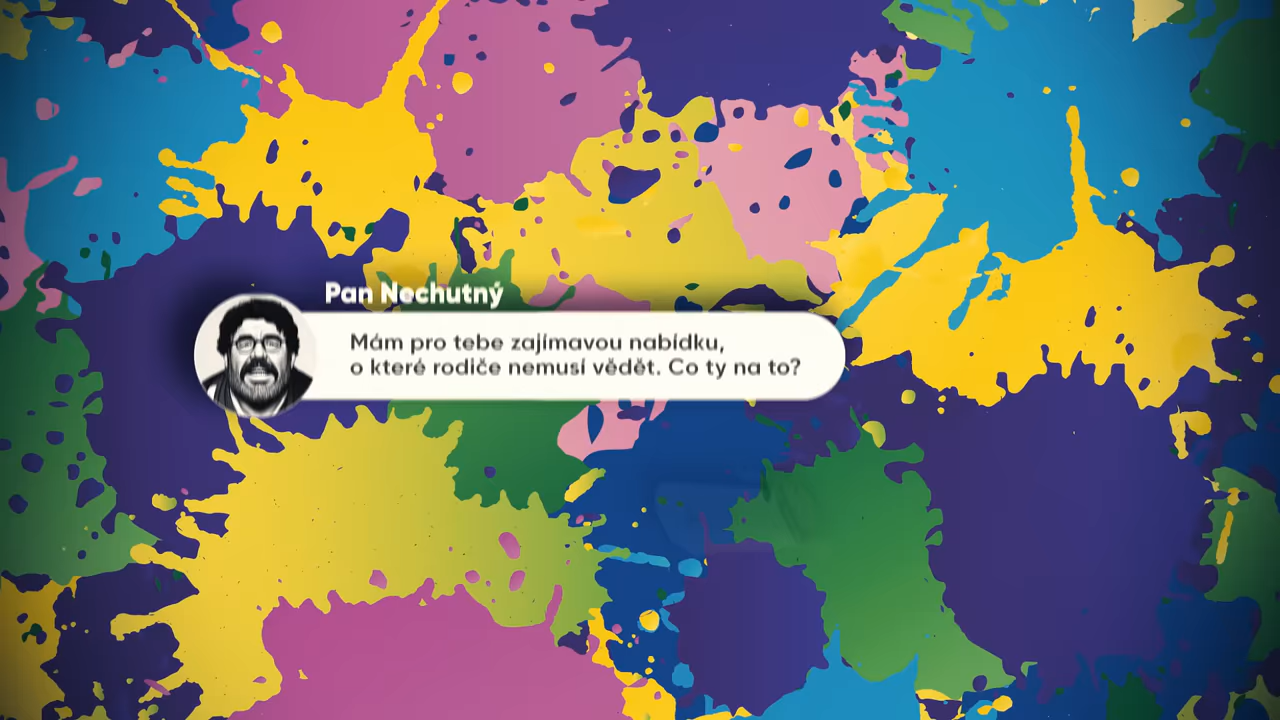 Pan Nechutný
Mám pro tebe zajímavou nabídku,
o které rodiče nemusí vědět. Co ty na to?